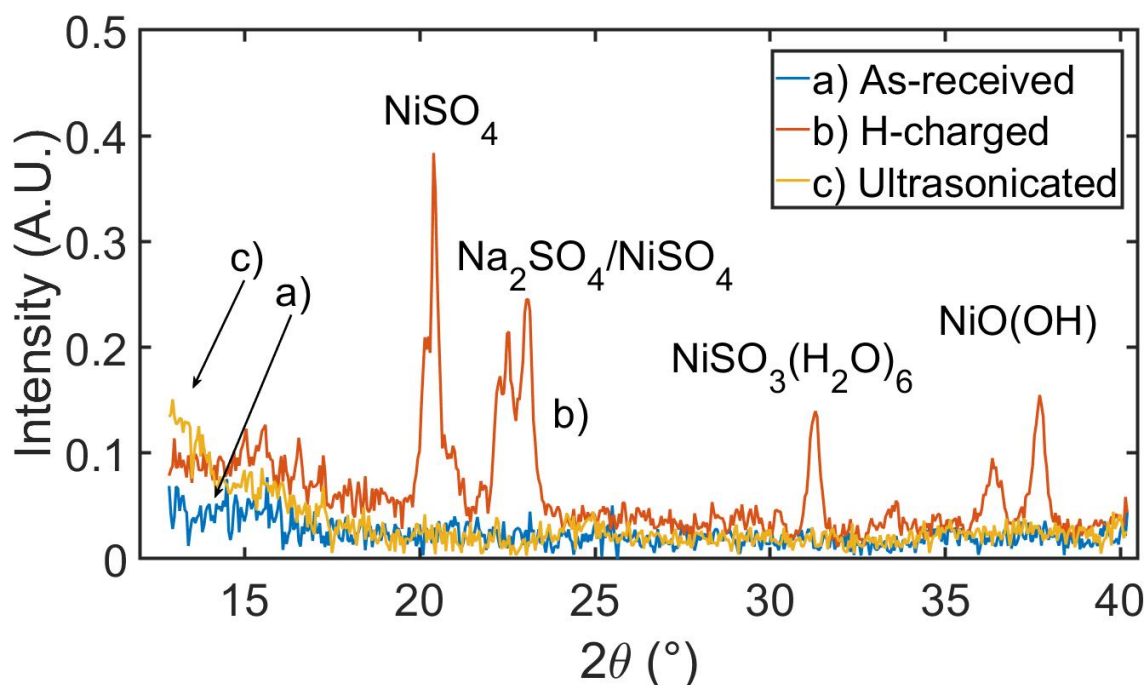 Intensity (A.U.)
0.5
0.4
0.3
0.2
0.1
0
15
20
25
30
35
40
2θ (°)
a) As-received
b) H-charged
c) Ultrasonicated
NiSO₄
Na₂SO₄/NiSO₄
NiSO₃(H₂O)₆
NiO(OH)
c)
a)
b)